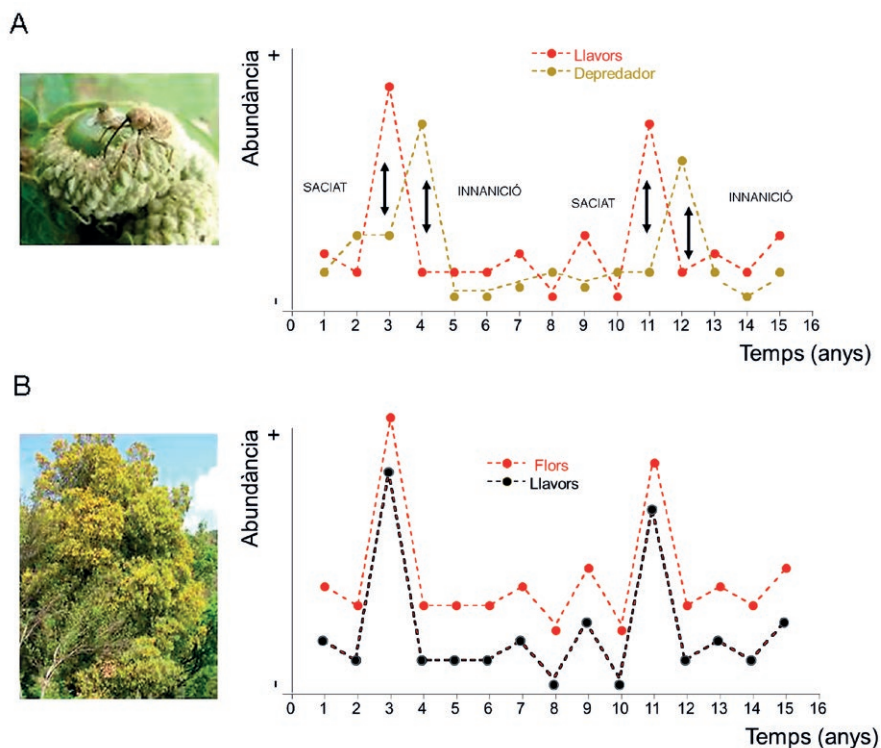 A
Abundància
+
-
Llavors
Depredador
SACIAT
INNANICIÓ
SACIAT
INNANICIÓ
0 1 2 3 4 5 6 7 8 9 10 11 12 13 14 15 16
Temps (anys)
B
Abundància
+
-
Flors
Llavors
0 1 2 3 4 5 6 7 8 9 10 11 12 13 14 15 16
Temps (anys)